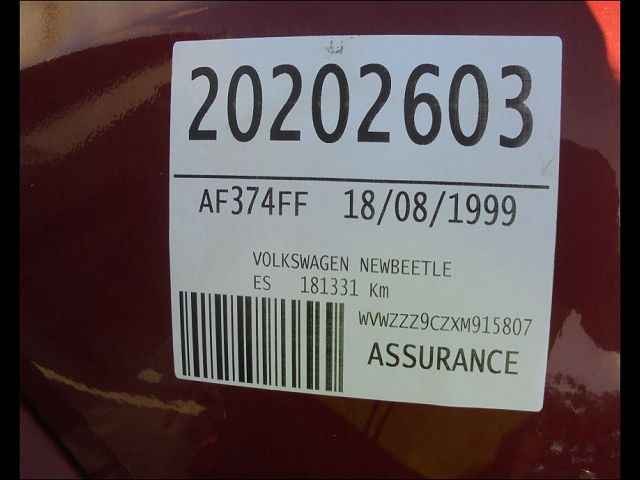 20202603
AF374FF 18/08/1999
VOLKSWAGEN NEWBEETLE
ES 181331 Km
WVWZZZ9CZXM915807
ASSURANCE